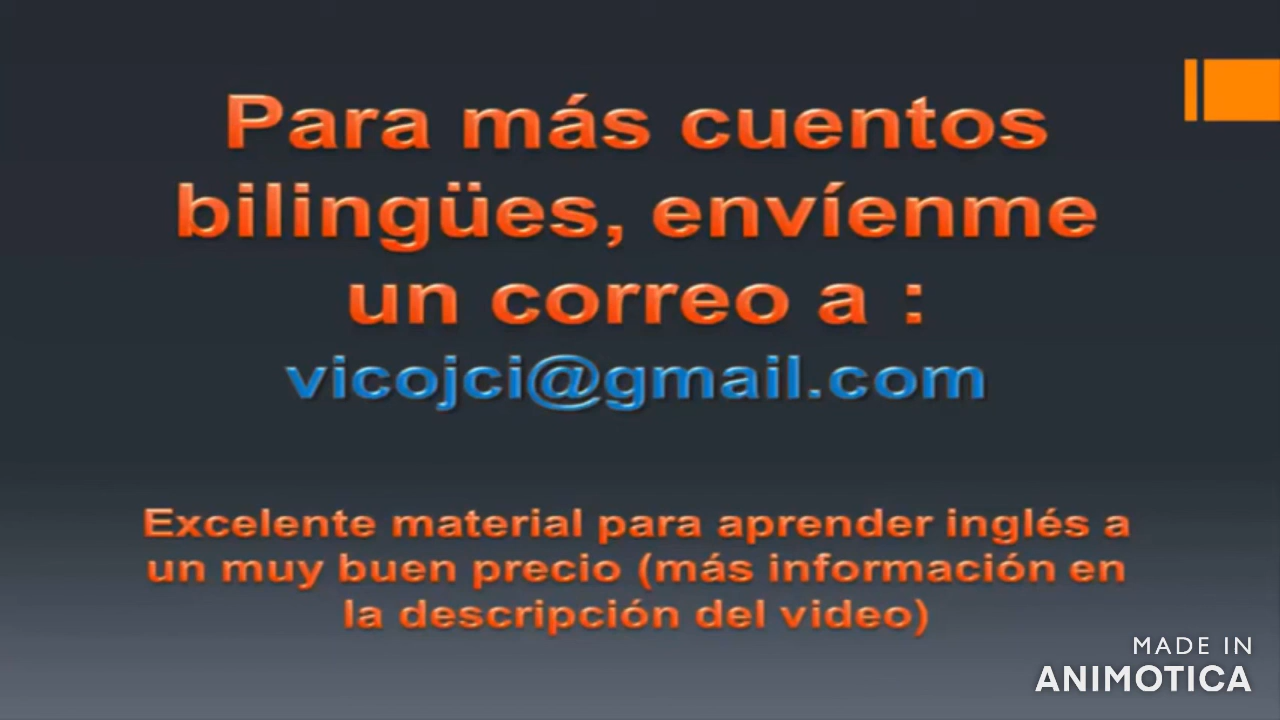 Para más cuentos
bilingües, envíenme
un correo a :
vicojci@gmail.com
Excelente material para aprender inglés a
un muy buen precio (más información en
la descripción del video)
MADE IN
ANIMOTICA